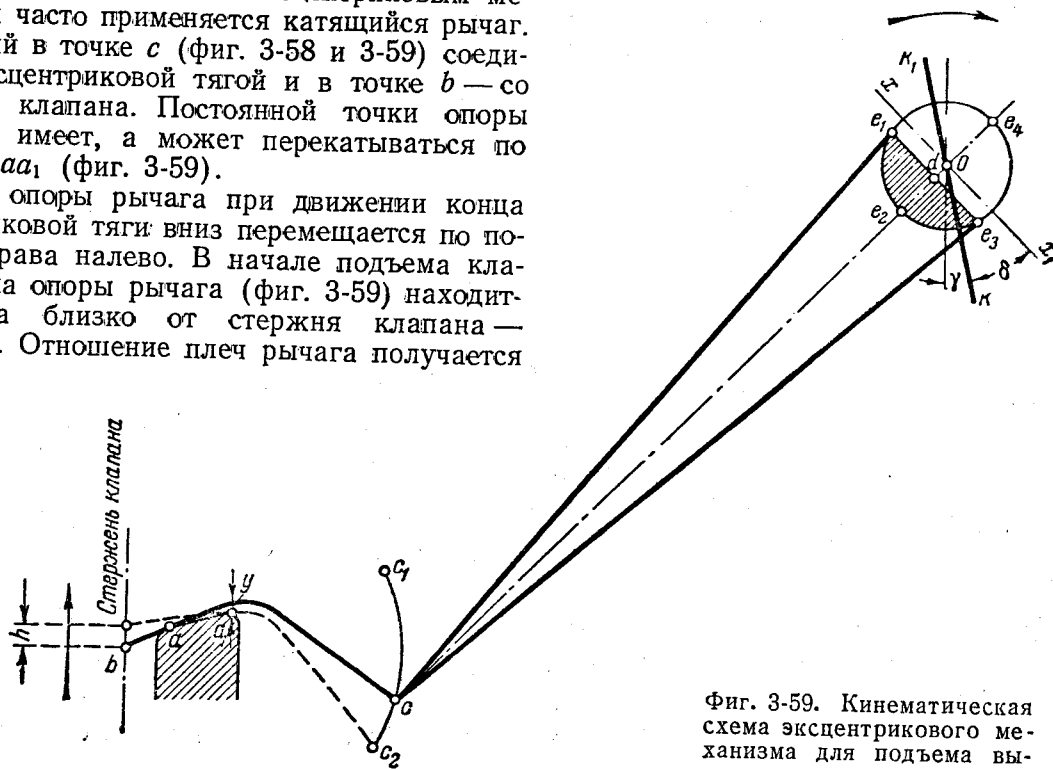 часто применяется катящийся рычаг.
й в точке c (фиг. 3-58 и 3-59) соеди-
сцентриковой тягой и в точке b — со
клапана. Постоянной точки опоры
имеет, а может перекатываться по
aa₁ (фиг. 3-59).
опоры рычага при движении конца
ковой тяги вниз перемещается по по-
рава налево. В начале подъема кла-
а опоры рычага (фиг. 3-59) находит-
а близко от стержня клапана —
. Отношение плеч рычага получается
κ₁
x
e₁
e₄
d
O
e₂
e₃
x₁
γ
δ
κ
Стержень клапана
y
c₁
h
a
a₁
b
c
c₂
Фиг. 3-59. Кинематическая
схема эксцентрикового ме-
ханизма для подъема вы-